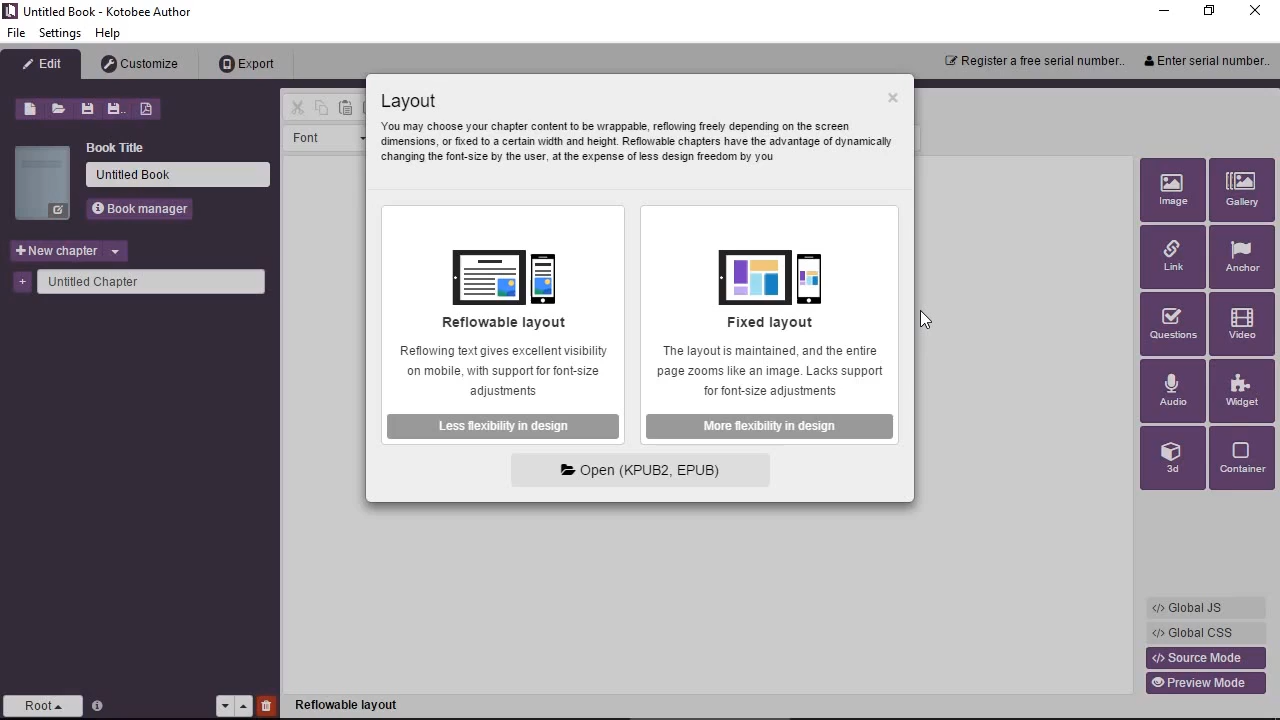 Untitled Book - Kotobee Author
File Settings Help
Edit Customize Export
Register a free serial number.. Enter serial number..
Book Title
Untitled Book
Book manager
New chapter
Untitled Chapter
Font
Layout
×
You may choose your chapter content to be wrappable, reflowing freely depending on the screen
dimensions, or fixed to a certain width and height. Reflowable chapters have the advantage of dynamically
changing the font-size by the user, at the expense of less design freedom by you
Reflowable layout
Reflowing text gives excellent visibility
on mobile, with support for font-size
adjustments
Less flexibility in design
Fixed layout
The layout is maintained, and the entire
page zooms like an image. Lacks support
for font-size adjustments
More flexibility in design
Open (KPUB2, EPUB)
Image Gallery
Link Anchor
Questions Video
Audio Widget
3d Container
</> Global JS
</> Global CSS
</> Source Mode
Preview Mode
Root
Reflowable layout